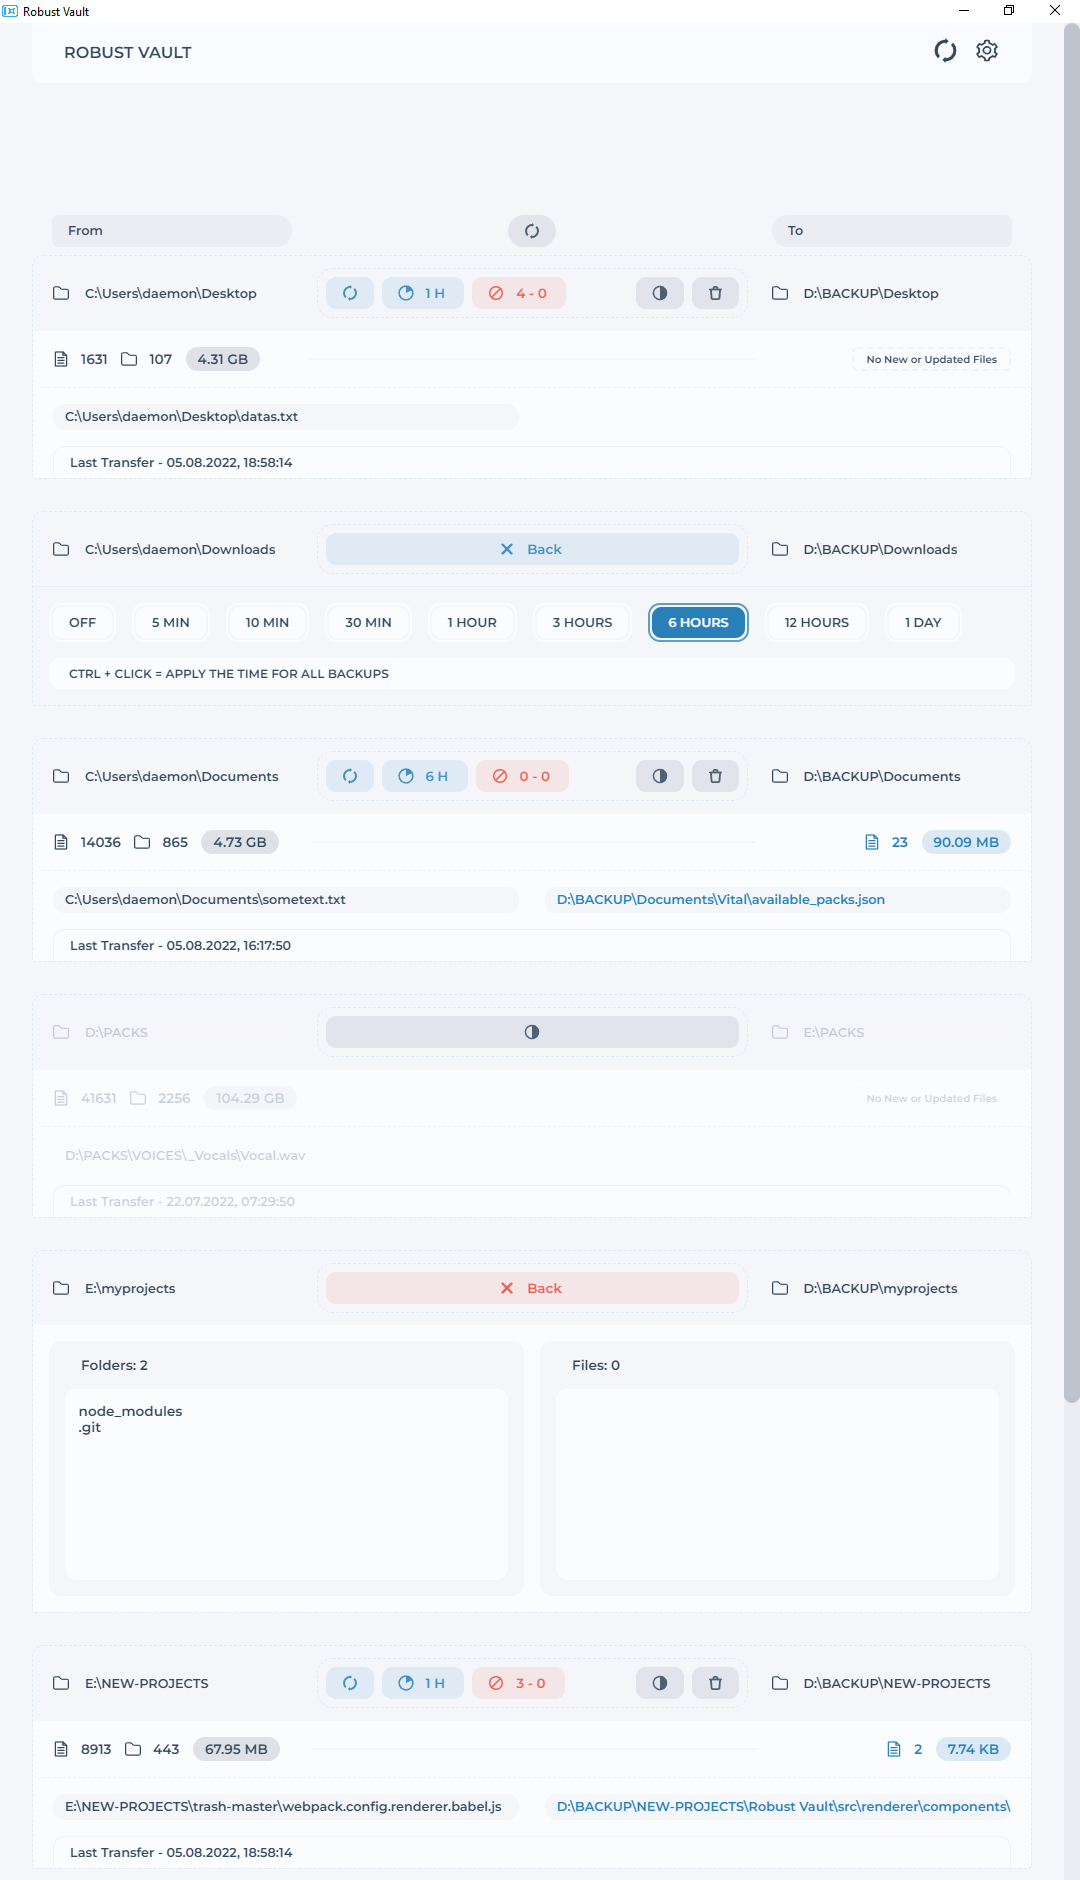 Robust Vault
ROBUST VAULT
From
To
C:\Users\daemon\Desktop
1 H
4 - 0
D:\BACKUP\Desktop
1631
107
4.31 GB
No New or Updated Files
C:\Users\daemon\Desktop\datas.txt
Last Transfer - 05.08.2022, 18:58:14
C:\Users\daemon\Downloads
Back
D:\BACKUP\Downloads
OFF
5 MIN
10 MIN
30 MIN
1 HOUR
3 HOURS
6 HOURS
12 HOURS
1 DAY
CTRL + CLICK = APPLY THE TIME FOR ALL BACKUPS
C:\Users\daemon\Documents
6 H
0 - 0
D:\BACKUP\Documents
14036
865
4.73 GB
23
90.09 MB
C:\Users\daemon\Documents\sometext.txt
D:\BACKUP\Documents\Vital\available_packs.json
Last Transfer - 05.08.2022, 16:17:50
D:\PACKS
E:\PACKS
41631
2256
104.29 GB
No New or Updated Files
D:\PACKS\VOICES\_Vocals\Vocal.wav
Last Transfer - 22.07.2022, 07:29:50
E:\myprojects
Back
D:\BACKUP\myprojects
Folders: 2
Files: 0
node_modules
.git
E:\NEW-PROJECTS
1 H
3 - 0
D:\BACKUP\NEW-PROJECTS
8913
443
67.95 MB
2
7.74 KB
E:\NEW-PROJECTS\trash-master\webpack.config.renderer.babel.js
D:\BACKUP\NEW-PROJECTS\Robust Vault\src\renderer\components\
Last Transfer - 05.08.2022, 18:58:14